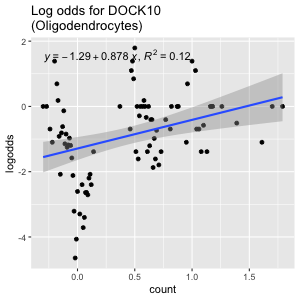 Log odds for DOCK10
(Oligodendrocytes)
y = −1.29 + 0.878 x, R² = 0.12
2
0
-2
-4
logodds
0.0 0.5 1.0 1.5
count